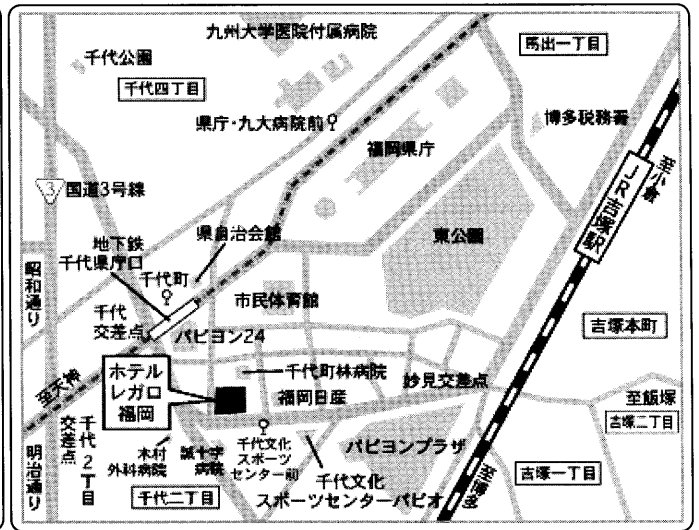 九州大学医院付属病院
馬出一丁目
千代公園
千代四丁目
県庁・九大病院前
博多税務署
福岡県庁
至小倉
JR吉塚駅
3
国道3号線
県自治会館
東公園
地下鉄
千代県庁口
千代町
昭和通り
市民体育館
千代
交差点
パピヨン24
吉塚本町
至天神
ホテル
レガロ
福岡
千代町林病院
福岡日産
妙見交差点
至飯塚
吉塚二丁目
千代2丁目
交差点
明治通り
木村
外科病院
誠十字
病院
千代文化
スポーツ
センター前
パピヨンプラザ
千代文化
スポーツセンターパピオ
千代二丁目
至博多
吉塚一丁目